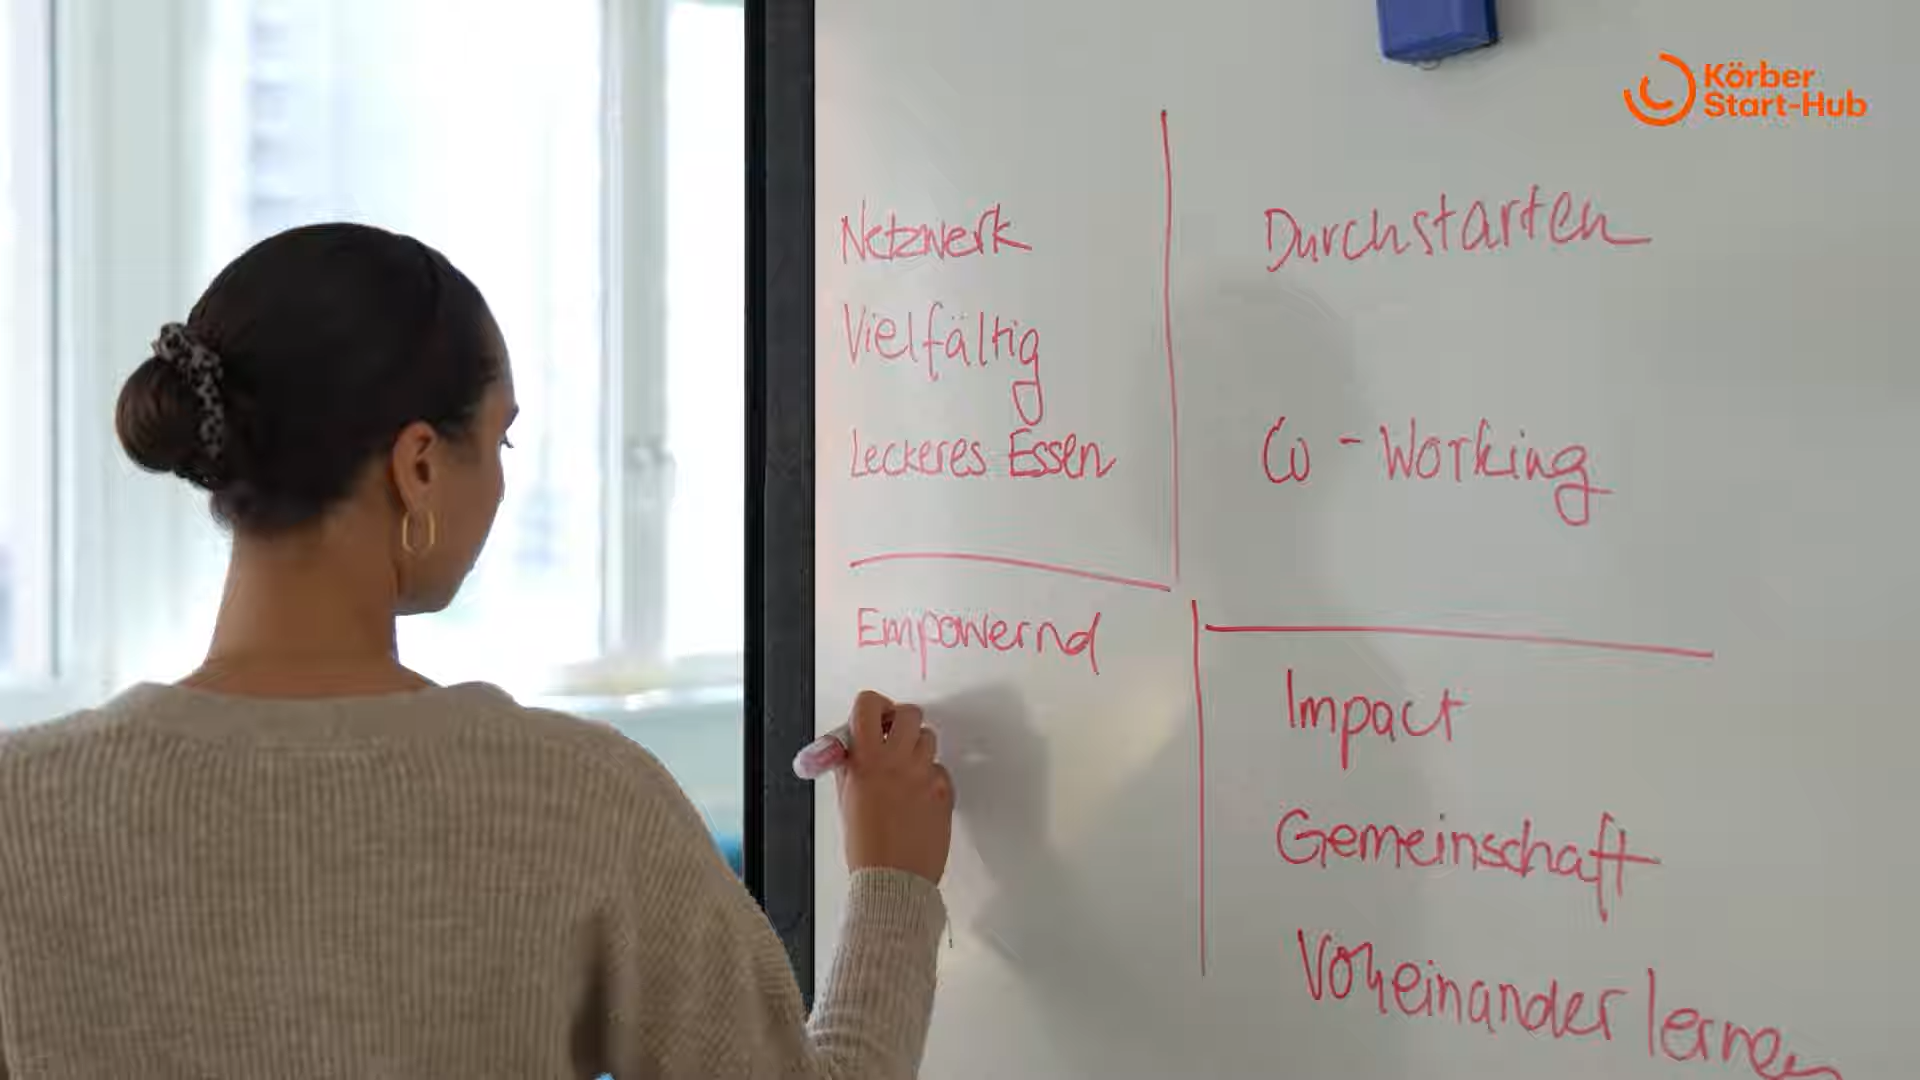 Körber
Start-Hub
Netzwerk
Vielfältig
Leckeres Essen
Empowernd
Durchstarten
Co-Working
Impact
Gemeinschaft
Voneinander lernen